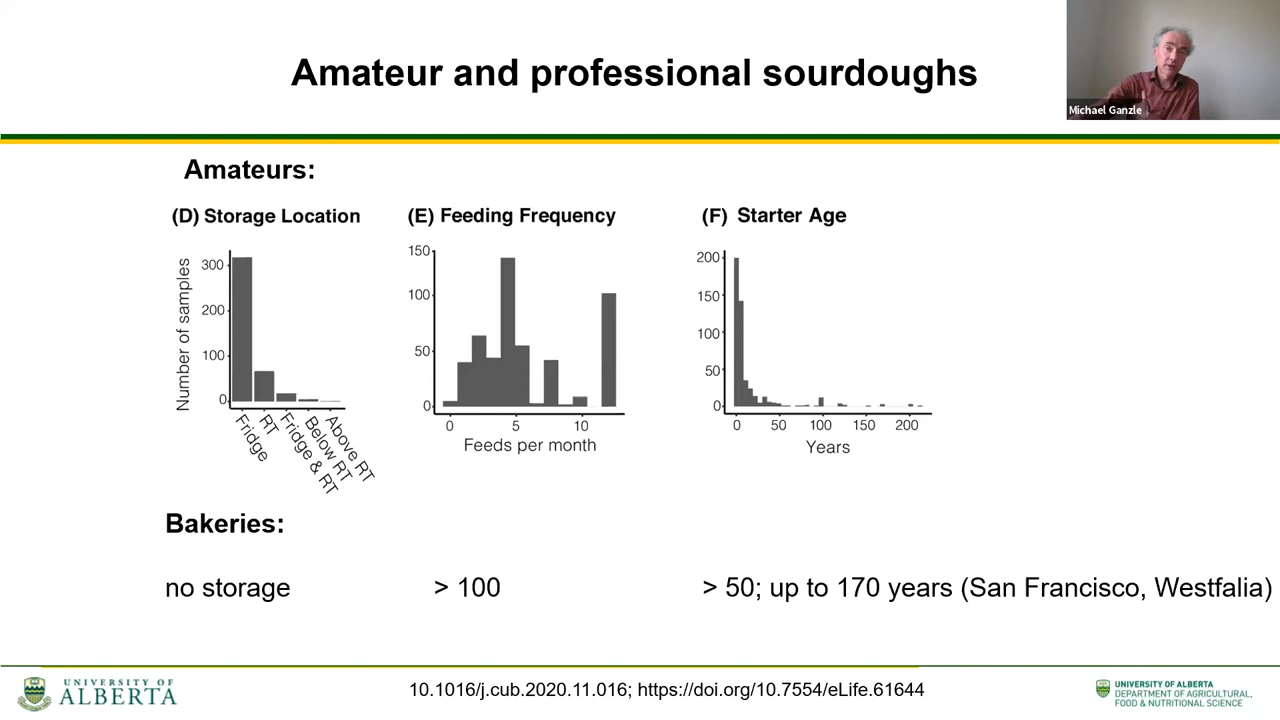 Amateur and professional sourdoughs
Michael Ganzle
Amateurs:
(D) Storage Location
(E) Feeding Frequency
(F) Starter Age
Number of samples
300
200
100
0
Fridge
RT
Fridge & RT
Below RT
Above RT
150
100
50
0
0
5
10
Feeds per month
200
150
100
50
0
0
50
100
150
200
Years
Bakeries:
no storage
> 100
> 50; up to 170 years (San Francisco, Westfalia)
UNIVERSITY OF
ALBERTA
10.1016/j.cub.2020.11.016; https://doi.org/10.7554/eLife.61644
UNIVERSITY OF ALBERTA
DEPARTMENT OF AGRICULTURAL,
FOOD & NUTRITIONAL SCIENCE